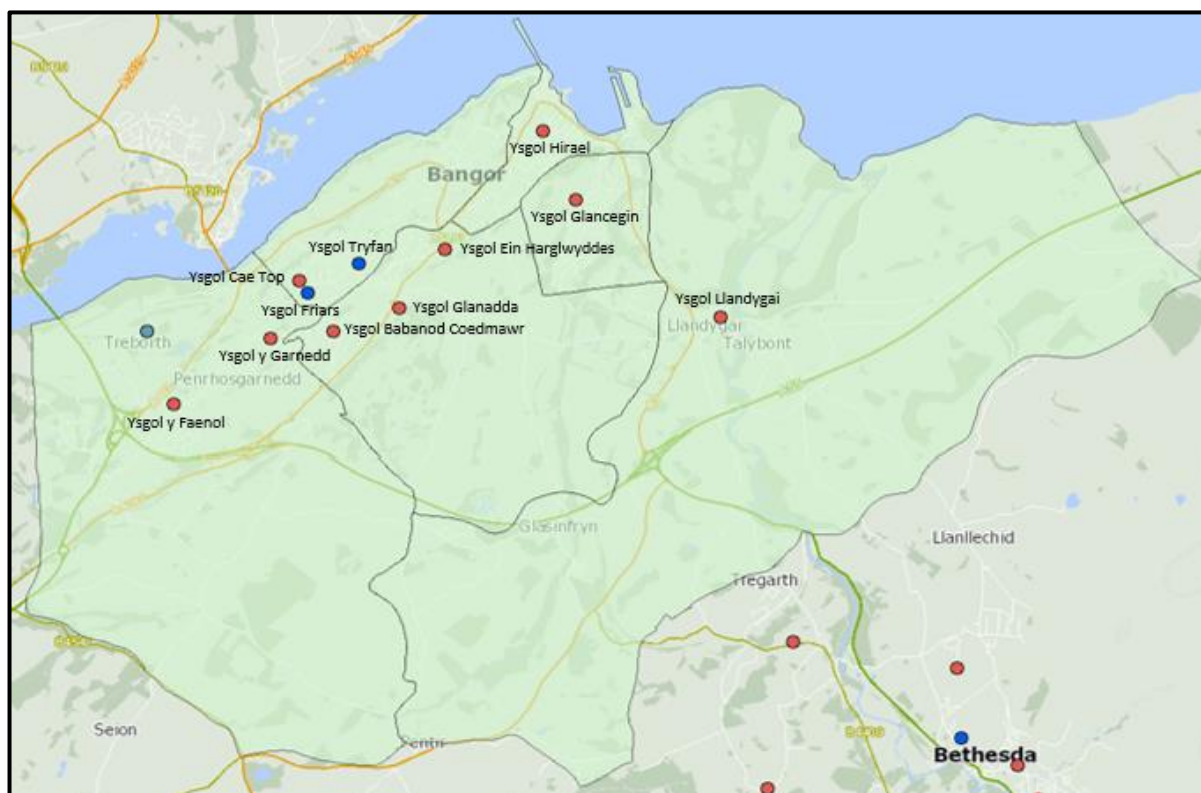 Ysgol Hirael
Bangor
Ysgol Glancegin
Ysgol Tryfan
Ysgol Ein Harglwyddes
Ysgol Cae Top
Ysgol Friars
Ysgol Glanadda
Ysgol Llandygai
Treborth
Ysgol Babanod Coedmawr
Llandygai
Talybont
Ysgol y Garnedd
Penrhosgarnedd
Ysgol y Faenol
Glasinfryn
Llanllechid
Tregarth
Seion
Bethesda